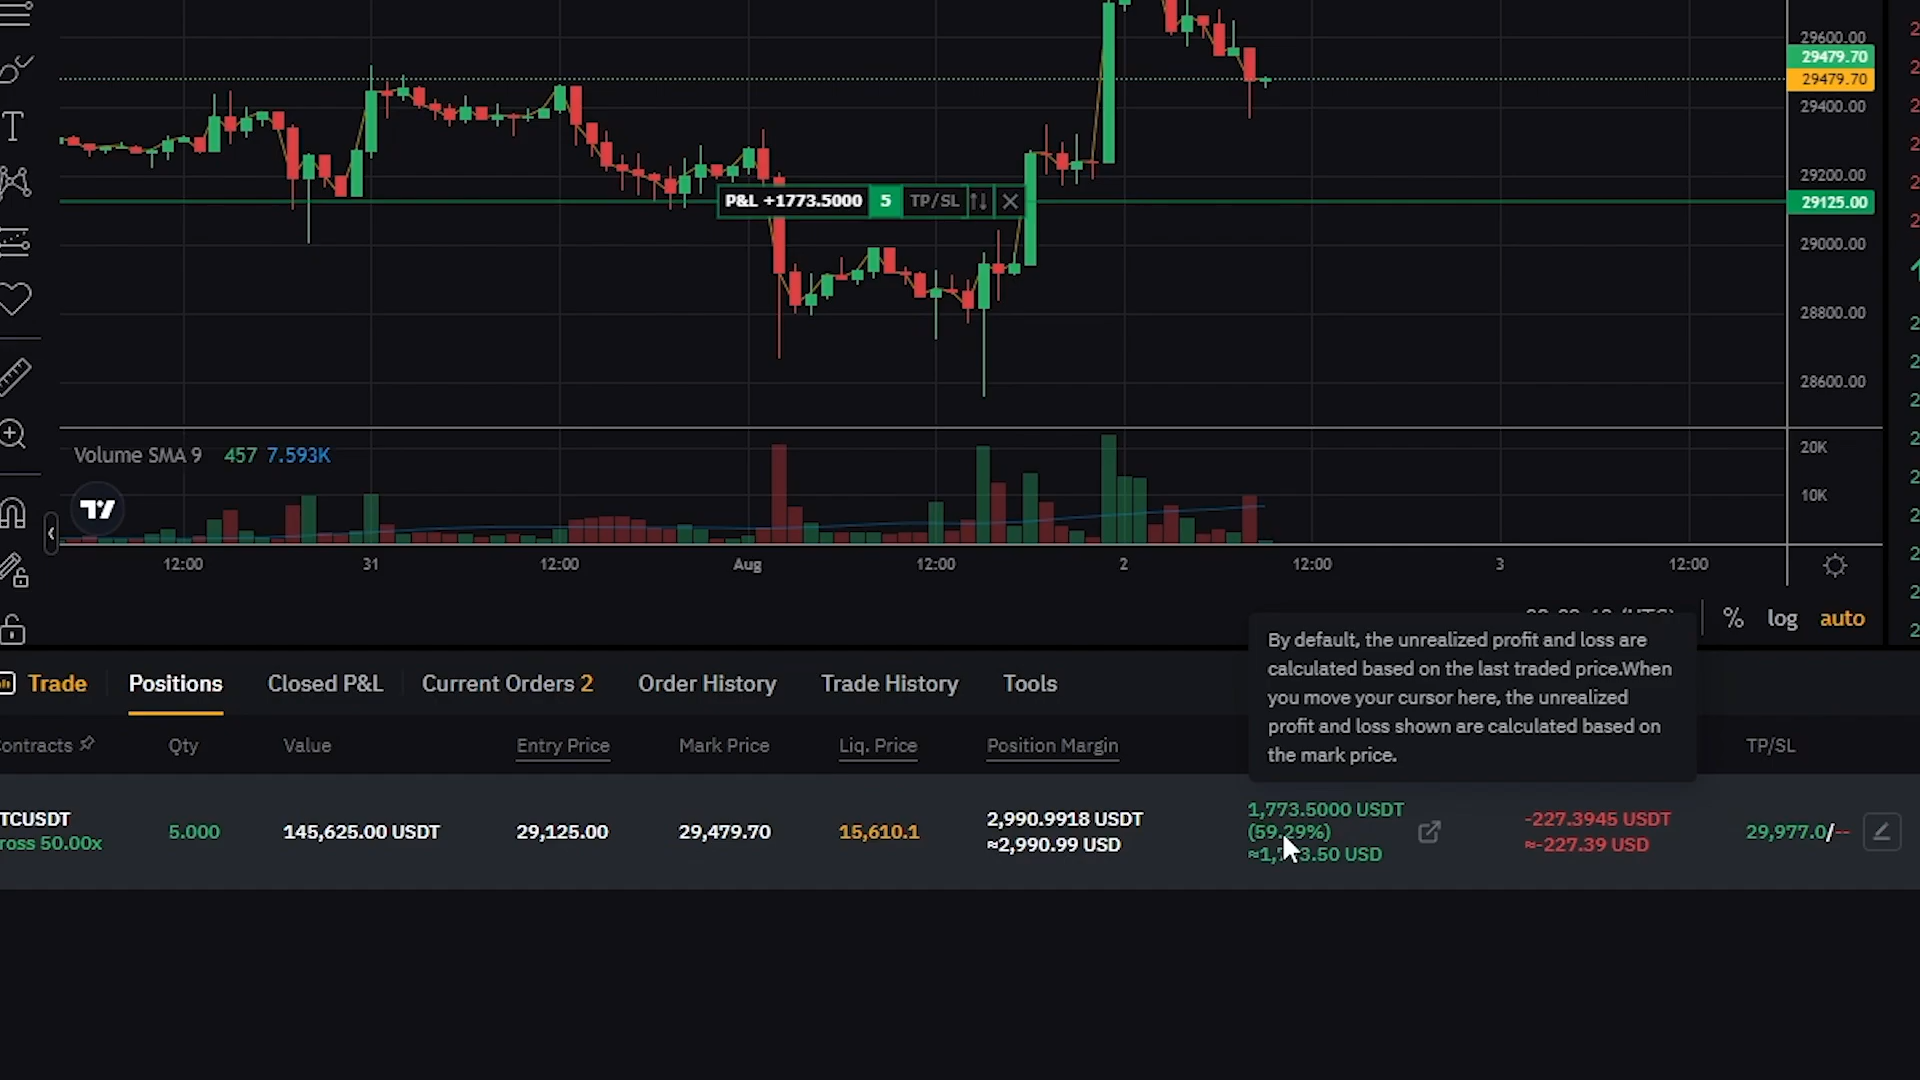 29600.00
29479.70
29479.70
29400.00
29200.00
P&L +1773.5000 5 TP/SL
29125.00
29000.00
28800.00
28600.00
Volume SMA 9 457 7.593K
20K
10K
12:00 31 12:00 Aug 12:00 2 12:00 3 12:00
% log auto
By default, the unrealized profit and loss are
calculated based on the last traded price.When
you move your cursor here, the unrealized
profit and loss shown are calculated based on
the mark price.
Trade Positions Closed P&L Current Orders 2 Order History Trade History Tools
ontracts Qty Value Entry Price Mark Price Liq. Price Position Margin TP/SL
TCUSDT
ross 50.00x
5.000
145,625.00 USDT
29,125.00
29,479.70
15,610.1
2,990.9918 USDT
≈2,990.99 USD
1,773.5000 USDT
(59.29%)
-227.3945 USDT
≈-227.39 USD
29,977.0/--